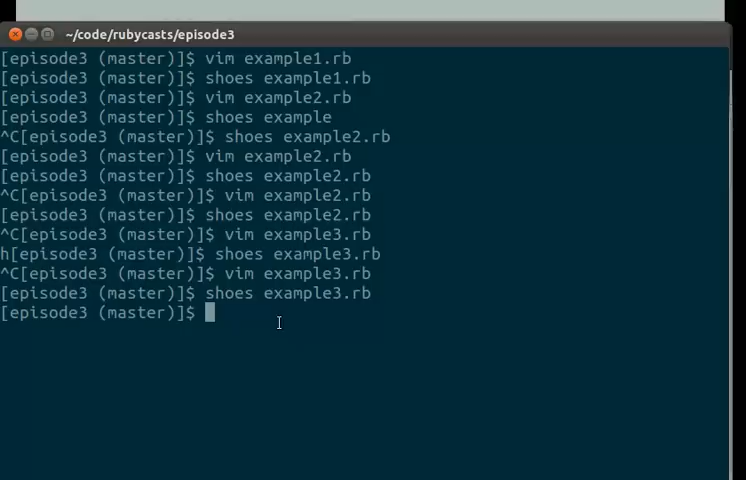 ~/code/rubycasts/episode3
[episode3 (master)]$ vim example1.rb
[episode3 (master)]$ shoes example1.rb
[episode3 (master)]$ vim example2.rb
[episode3 (master)]$ shoes example
^C[episode3 (master)]$ shoes example2.rb
[episode3 (master)]$ vim example2.rb
[episode3 (master)]$ shoes example2.rb
^C[episode3 (master)]$ vim example2.rb
[episode3 (master)]$ shoes example2.rb
^C[episode3 (master)]$ vim example3.rb
h[episode3 (master)]$ shoes example3.rb
^C[episode3 (master)]$ vim example3.rb
[episode3 (master)]$ shoes example3.rb
[episode3 (master)]$